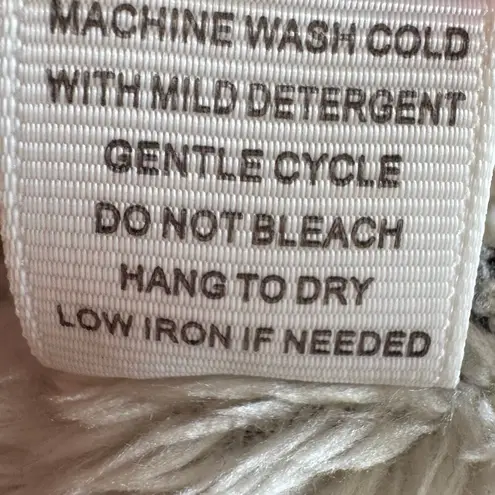 MACHINE WASH COLD
WITH MILD DETERGENT
GENTLE CYCLE
DO NOT BLEACH
HANG TO DRY
LOW IRON IF NEEDED